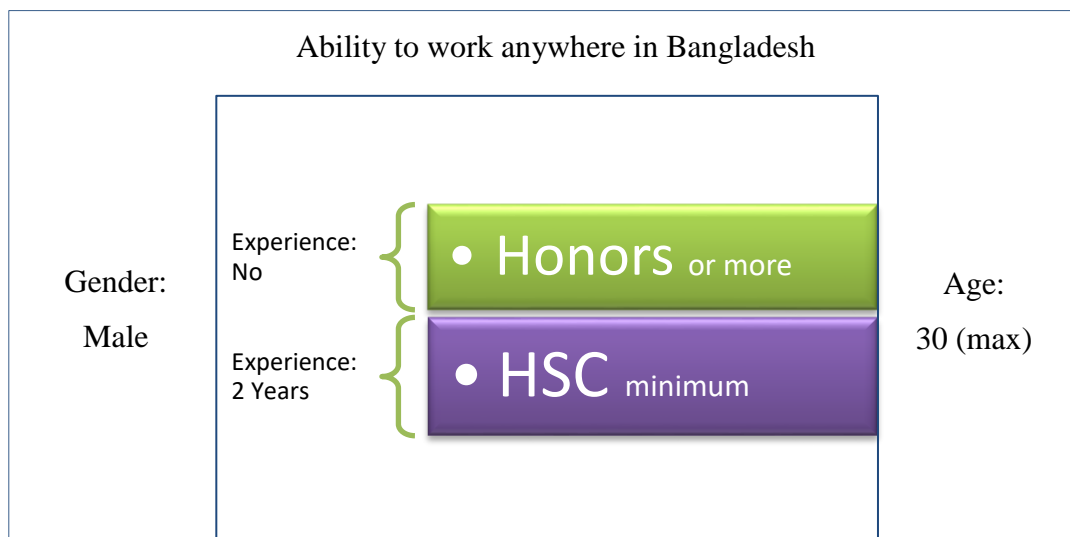 Ability to work anywhere in Bangladesh
Gender:
Male
Experience:
No
• Honors or more
Experience:
2 Years
• HSC minimum
Age:
30 (max)